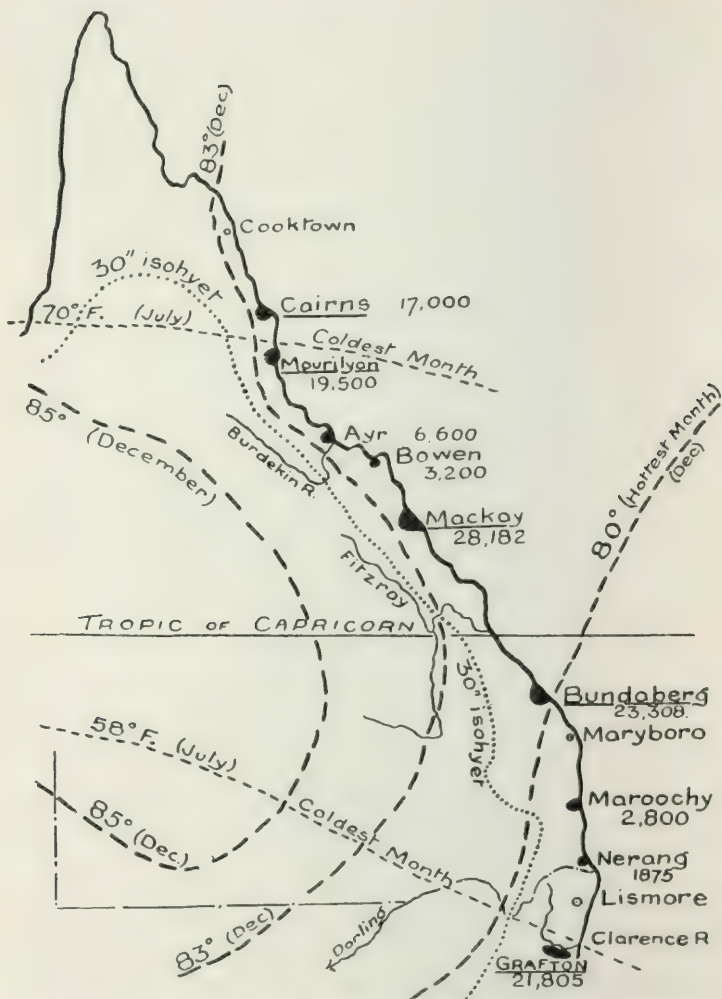 83° (Dec)
Cooktown
30" isohyet
70° F. (July)
Coldest Month
Cairns 17,000
Mourilyan
19,500
85° (December)
Burdekin R.
Ayr 6,600
Bowen
3,200
80° (Hottest Month)
(Dec)
Mackay
28,182
Fitzroy
TROPIC OF CAPRICORN
30" isohyet
Bundaberg
23,308.
Maryboro
58° F. (July)
Coldest Month
Maroochy
2,800
85° (Dec.)
Nerang
1875
Lismore
83° (Dec)
Darling
Clarence R
GRAFTON
21,805